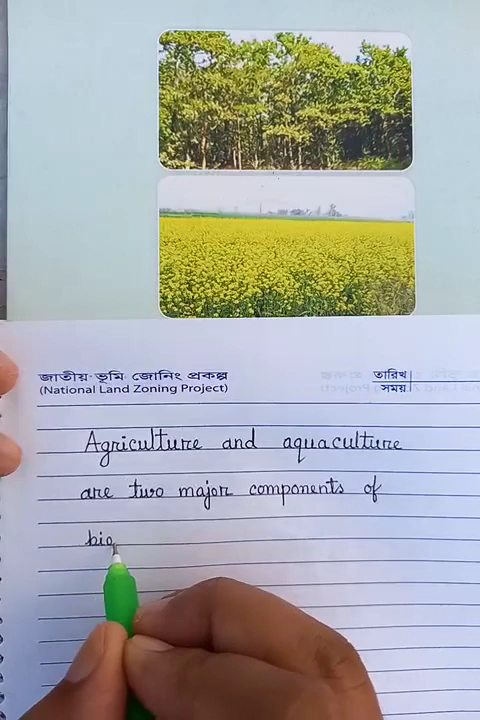 জাতীয় ভূমি জোনিং প্রকল্প
(National Land Zoning Project)
তারিখ
সময়
Agriculture and aquaculture
are two major components of
bio